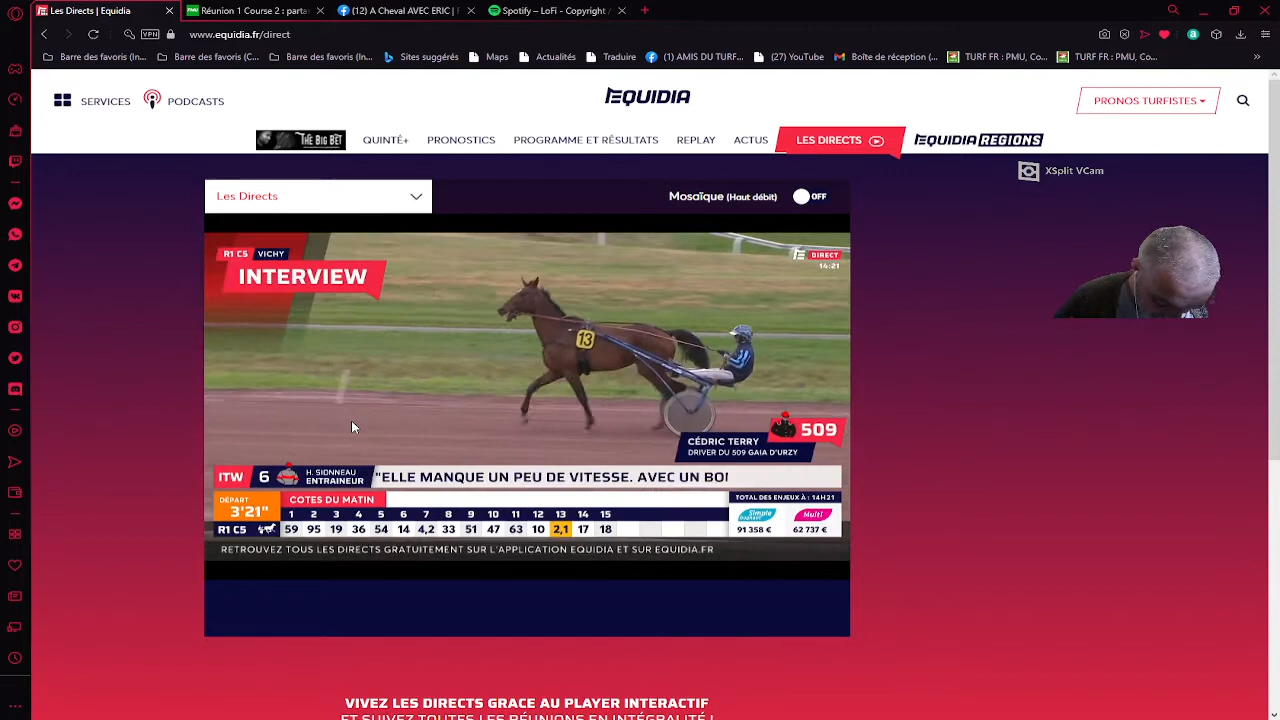 Les Directs | Equidia
Réunion 1 Course 2 : parta
(12) A Cheval AVEC ERIC | F
Spotify – LoFi - Copyright /
VPN
www.equidia.fr/direct
Barre des favoris (In...
Barre des favoris (C...
Barre des favoris (In...
Sites suggérés
Maps
Actualités
Traduire
(1) AMIS DU TURF...
(27) YouTube
Boîte de réception (...
TURF FR : PMU, Co...
TURF FR : PMU, Co...
SERVICES
PODCASTS
EQUIDIA
PRONOS TURFISTES
THE BIG BET
QUINTÉ+
PRONOSTICS
PROGRAMME ET RÉSULTATS
REPLAY
ACTUS
LES DIRECTS
EQUIDIA REGIONS
XSplit VCam
Les Directs
Mosaïque (Haut débit)
OFF
R1 C5 VICHY
INTERVIEW
DIRECT
14:21
13
509
CÉDRIC TERRY
DRIVER DU 509 GAIA D'URZY
ITW 6 H. SIONNEAU
ENTRAINEUR
"ELLE MANQUE UN PEU DE VITESSE. AVEC UN BO
DÉPART
3'21"
COTES DU MATIN
TOTAL DES ENJEUX À : 14H21
1 2 3 4 5 6 7 8 9 10 11 12 13 14 15
Simple
Multi
R1 C5 59 95 19 36 54 14 4,2 33 51 47 63 10 2,1 17 18
91 358 €
62 737 €
RETROUVEZ TOUS LES DIRECTS GRATUITEMENT SUR L'APPLICATION EQUIDIA ET SUR EQUIDIA.FR
VIVEZ LES DIRECTS GRACE AU PLAYER INTERACTIF
ET SUIVEZ TOUTES LES RÉUNIONS EN INTÉGRALITÉ !